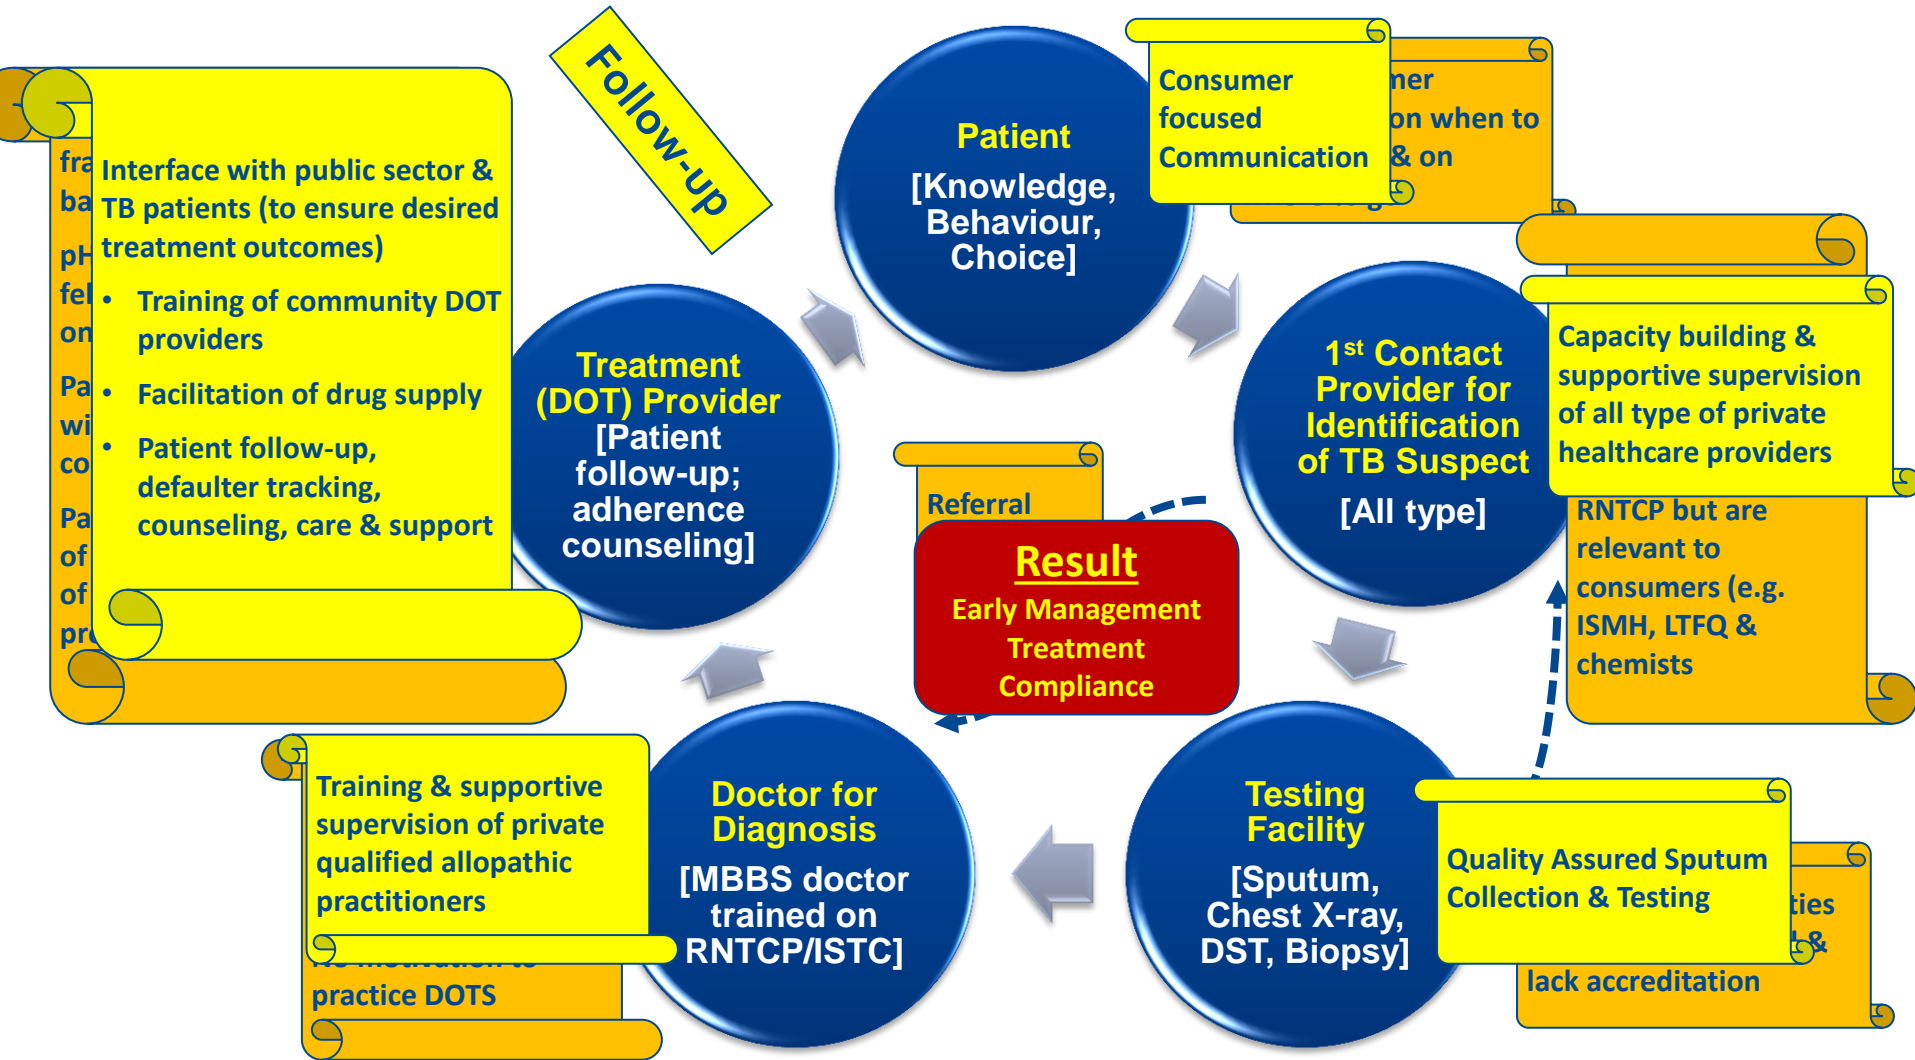 Follow-up
Patient
[Knowledge,
Behaviour,
Choice]
Consumer
focused
Communication
on when to
& on
1st Contact
Provider for
Identification
of TB Suspect
[All type]
Capacity building &
supportive supervision
of all type of private
healthcare providers
RNTCP but are
relevant to
consumers (e.g.
ISMH, LTFQ &
chemists
Testing
Facility
[Sputum,
Chest X-ray,
DST, Biopsy]
Quality Assured Sputum
Collection & Testing
&
lack accreditation
Doctor for
Diagnosis
[MBBS doctor
trained on
RNTCP/ISTC]
Training & supportive
supervision of private
qualified allopathic
practitioners
No motivation to
practice DOTS
Treatment
(DOT) Provider
[Patient
follow-up;
adherence
counseling]
Interface with public sector &
TB patients (to ensure desired
treatment outcomes)
• Training of community DOT
providers
• Facilitation of drug supply
• Patient follow-up,
defaulter tracking,
counseling, care & support
of
of
Referral
Result
Early Management
Treatment
Compliance